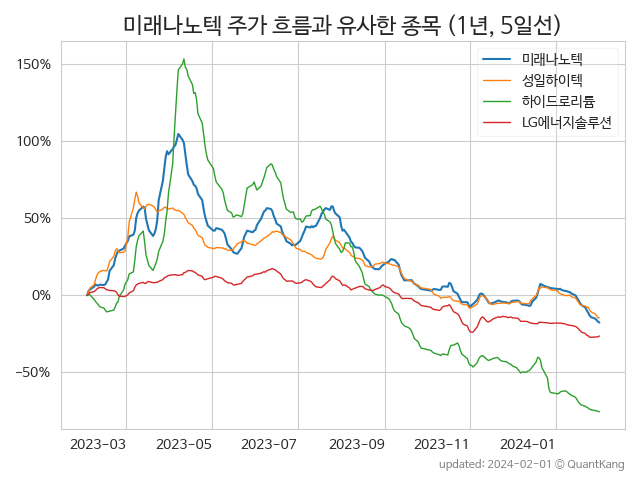 미래나노텍 주가 흐름과 유사한 종목 (1년, 5일선)
미래나노텍
성일하이텍
하이드로리튬
LG에너지솔루션
150%
100%
50%
0%
−50%
2023-03 2023-05 2023-07 2023-09 2023-11 2024-01
updated: 2024-02-01 © QuantKang